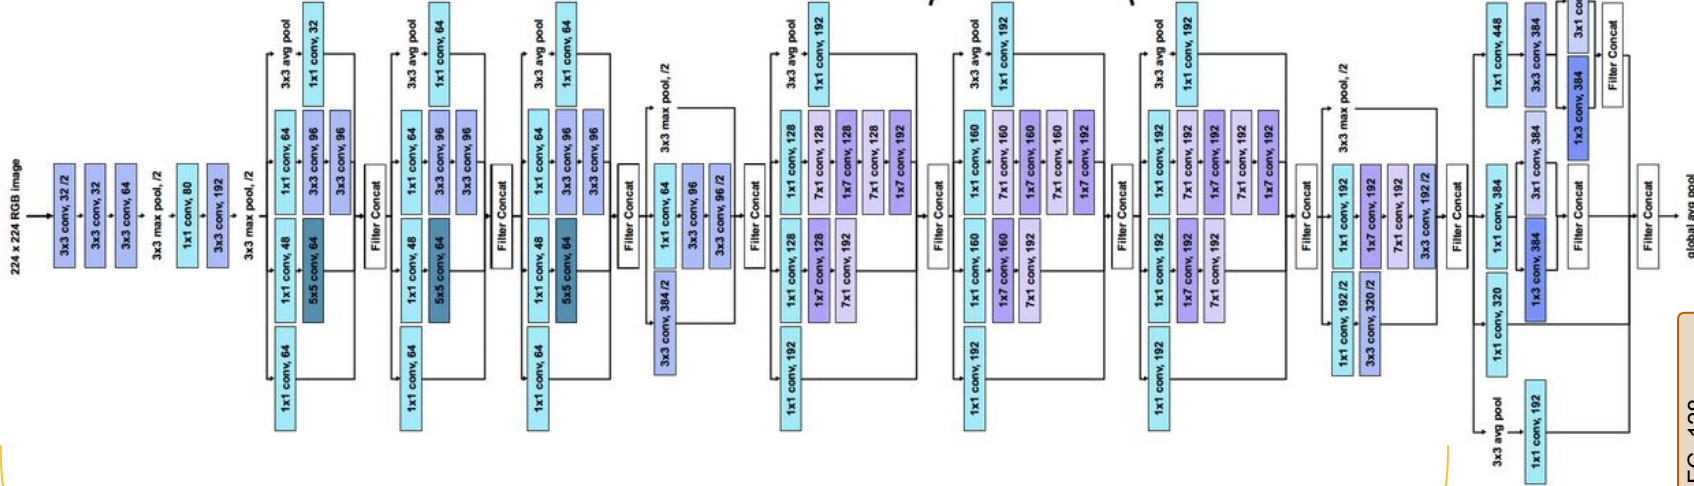 224 x 224 RGB image
3x3 conv, 32 /2
3x3 conv, 32
3x3 conv, 64
3x3 max pool, /2
1x1 conv, 80
3x3 conv, 192
3x3 max pool, /2
3x3 avg pool
1x1 conv, 32
1x1 conv, 64
3x3 conv, 96
3x3 conv, 96
1x1 conv, 48
5x5 conv, 64
1x1 conv, 64
Filter Concat
3x3 avg pool
1x1 conv, 64
1x1 conv, 64
3x3 conv, 96
3x3 conv, 96
1x1 conv, 48
5x5 conv, 64
1x1 conv, 64
Filter Concat
3x3 avg pool
1x1 conv, 64
1x1 conv, 64
3x3 conv, 96
3x3 conv, 96
1x1 conv, 48
5x5 conv, 64
1x1 conv, 64
Filter Concat
3x3 max pool, /2
1x1 conv, 64
3x3 conv, 96
3x3 conv, 96 /2
3x3 conv, 384 /2
Filter Concat
3x3 avg pool
1x1 conv, 192
1x1 conv, 128
7x1 conv, 128
1x7 conv, 128
7x1 conv, 128
1x7 conv, 192
1x1 conv, 128
1x7 conv, 128
7x1 conv, 192
1x1 conv, 192
Filter Concat
3x3 avg pool
1x1 conv, 192
1x1 conv, 160
7x1 conv, 160
1x7 conv, 160
7x1 conv, 160
1x7 conv, 192
1x1 conv, 160
1x7 conv, 160
7x1 conv, 192
1x1 conv, 192
Filter Concat
3x3 avg pool
1x1 conv, 192
1x1 conv, 192
7x1 conv, 192
1x7 conv, 192
7x1 conv, 192
1x7 conv, 192
1x1 conv, 192
1x7 conv, 192
7x1 conv, 192
1x1 conv, 192
Filter Concat
3x3 max pool, /2
1x1 conv, 192
1x7 conv, 192
7x1 conv, 192
3x3 conv, 192 /2
1x1 conv, 192 /2
3x3 conv, 320 /2
Filter Concat
1x1 conv, 448
3x3 conv, 384
3x1 co
1x3 conv, 384
Filter Concat
1x1 conv, 384
3x1 conv, 384
1x3 conv, 384
Filter Concat
1x1 conv, 320
3x3 avg pool
1x1 conv, 192
Filter Concat
global avg pool
FC, 128